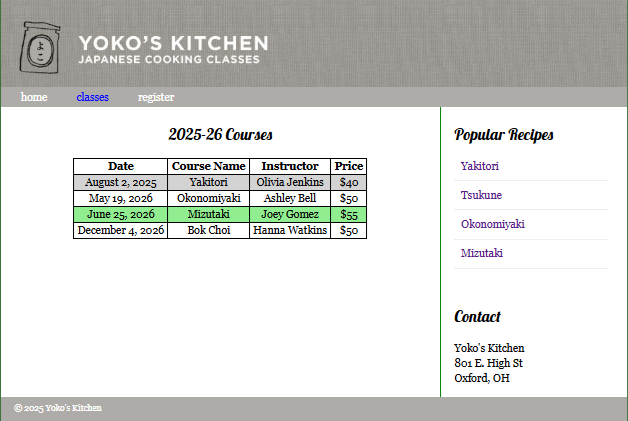 よこ
YOKO'S KITCHEN
JAPANESE COOKING CLASSES
home classes register
2025-26 Courses
Date Course Name Instructor Price
August 2, 2025 Yakitori Olivia Jenkins $40
May 19, 2026 Okonomiyaki Ashley Bell $50
June 25, 2026 Mizutaki Joey Gomez $55
December 4, 2026 Bok Choi Hanna Watkins $50
Popular Recipes
Yakitori
Tsukune
Okonomiyaki
Mizutaki
Contact
Yoko's Kitchen
801 E. High St
Oxford, OH
© 2025 Yoko's Kitchen